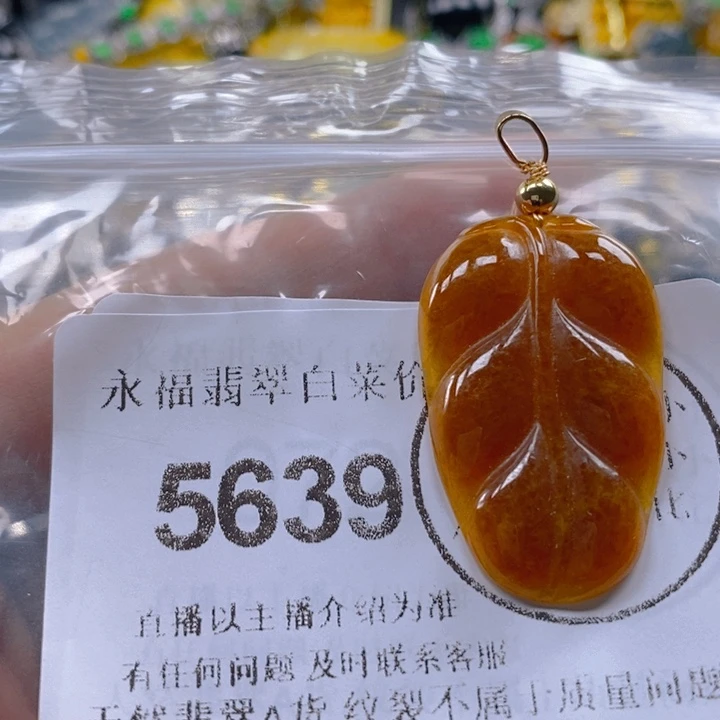 永福翡翠白菜价
5639
直播以主播介绍为准
有任何问题 及时联系客服
天然翡翠A货 纹裂不属于质量问题